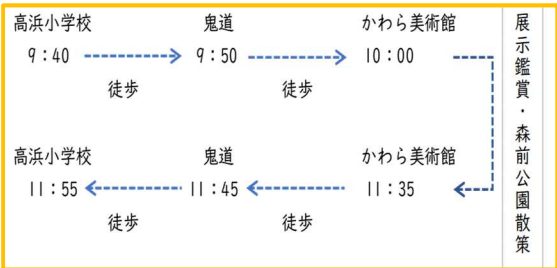 高浜小学校 鬼道 かわら美術館
9：40 9：50 10：00
徒歩 徒歩
展示鑑賞・森前公園散策
高浜小学校 鬼道 かわら美術館
11：55 11：45 11：35
徒歩 徒歩